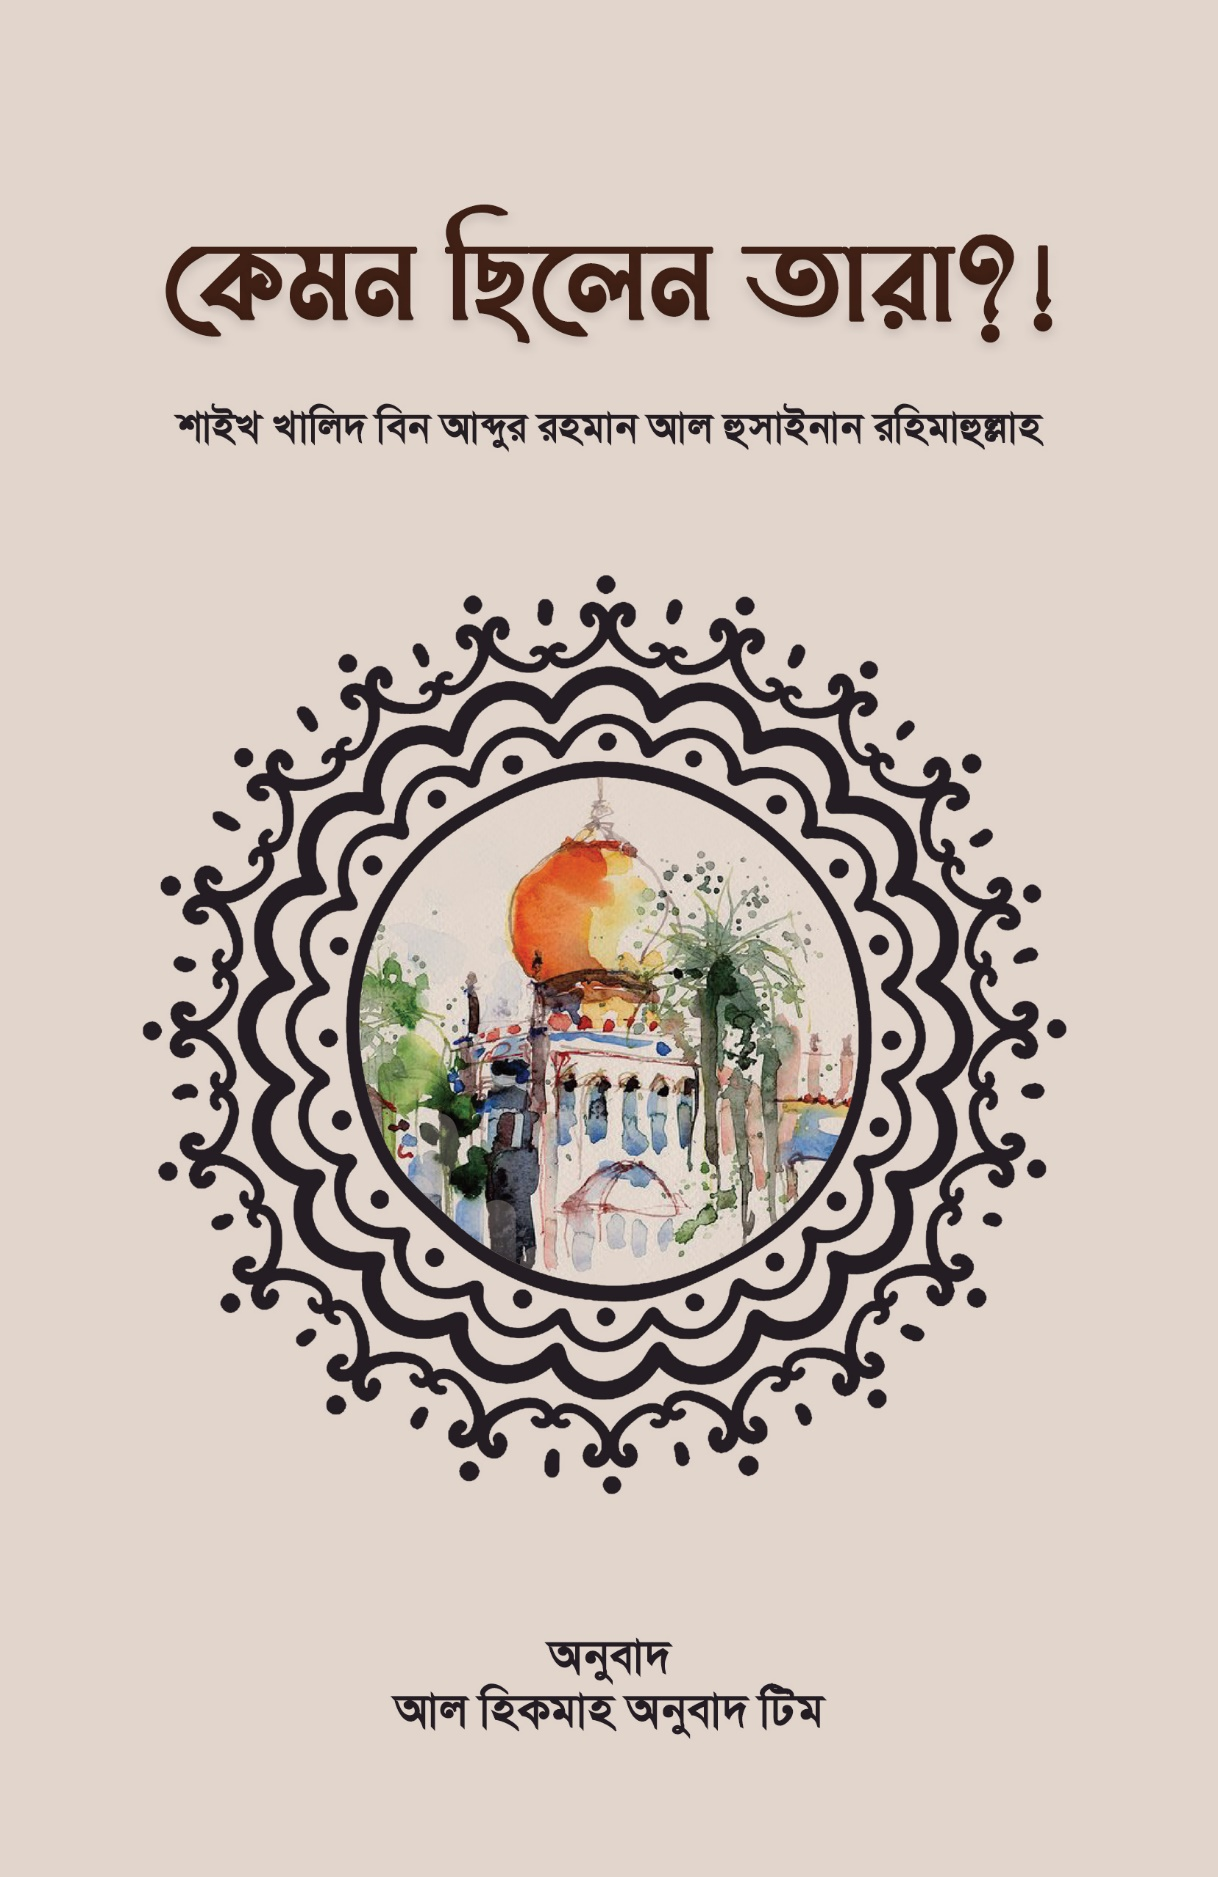 কেমন ছিলেন তারা?!
শাইখ খালিদ বিন আব্দুর রহমান আল হুসাইনান রহিমাহুল্লাহ
অনুবাদ
আল হিকমাহ অনুবাদ টিম